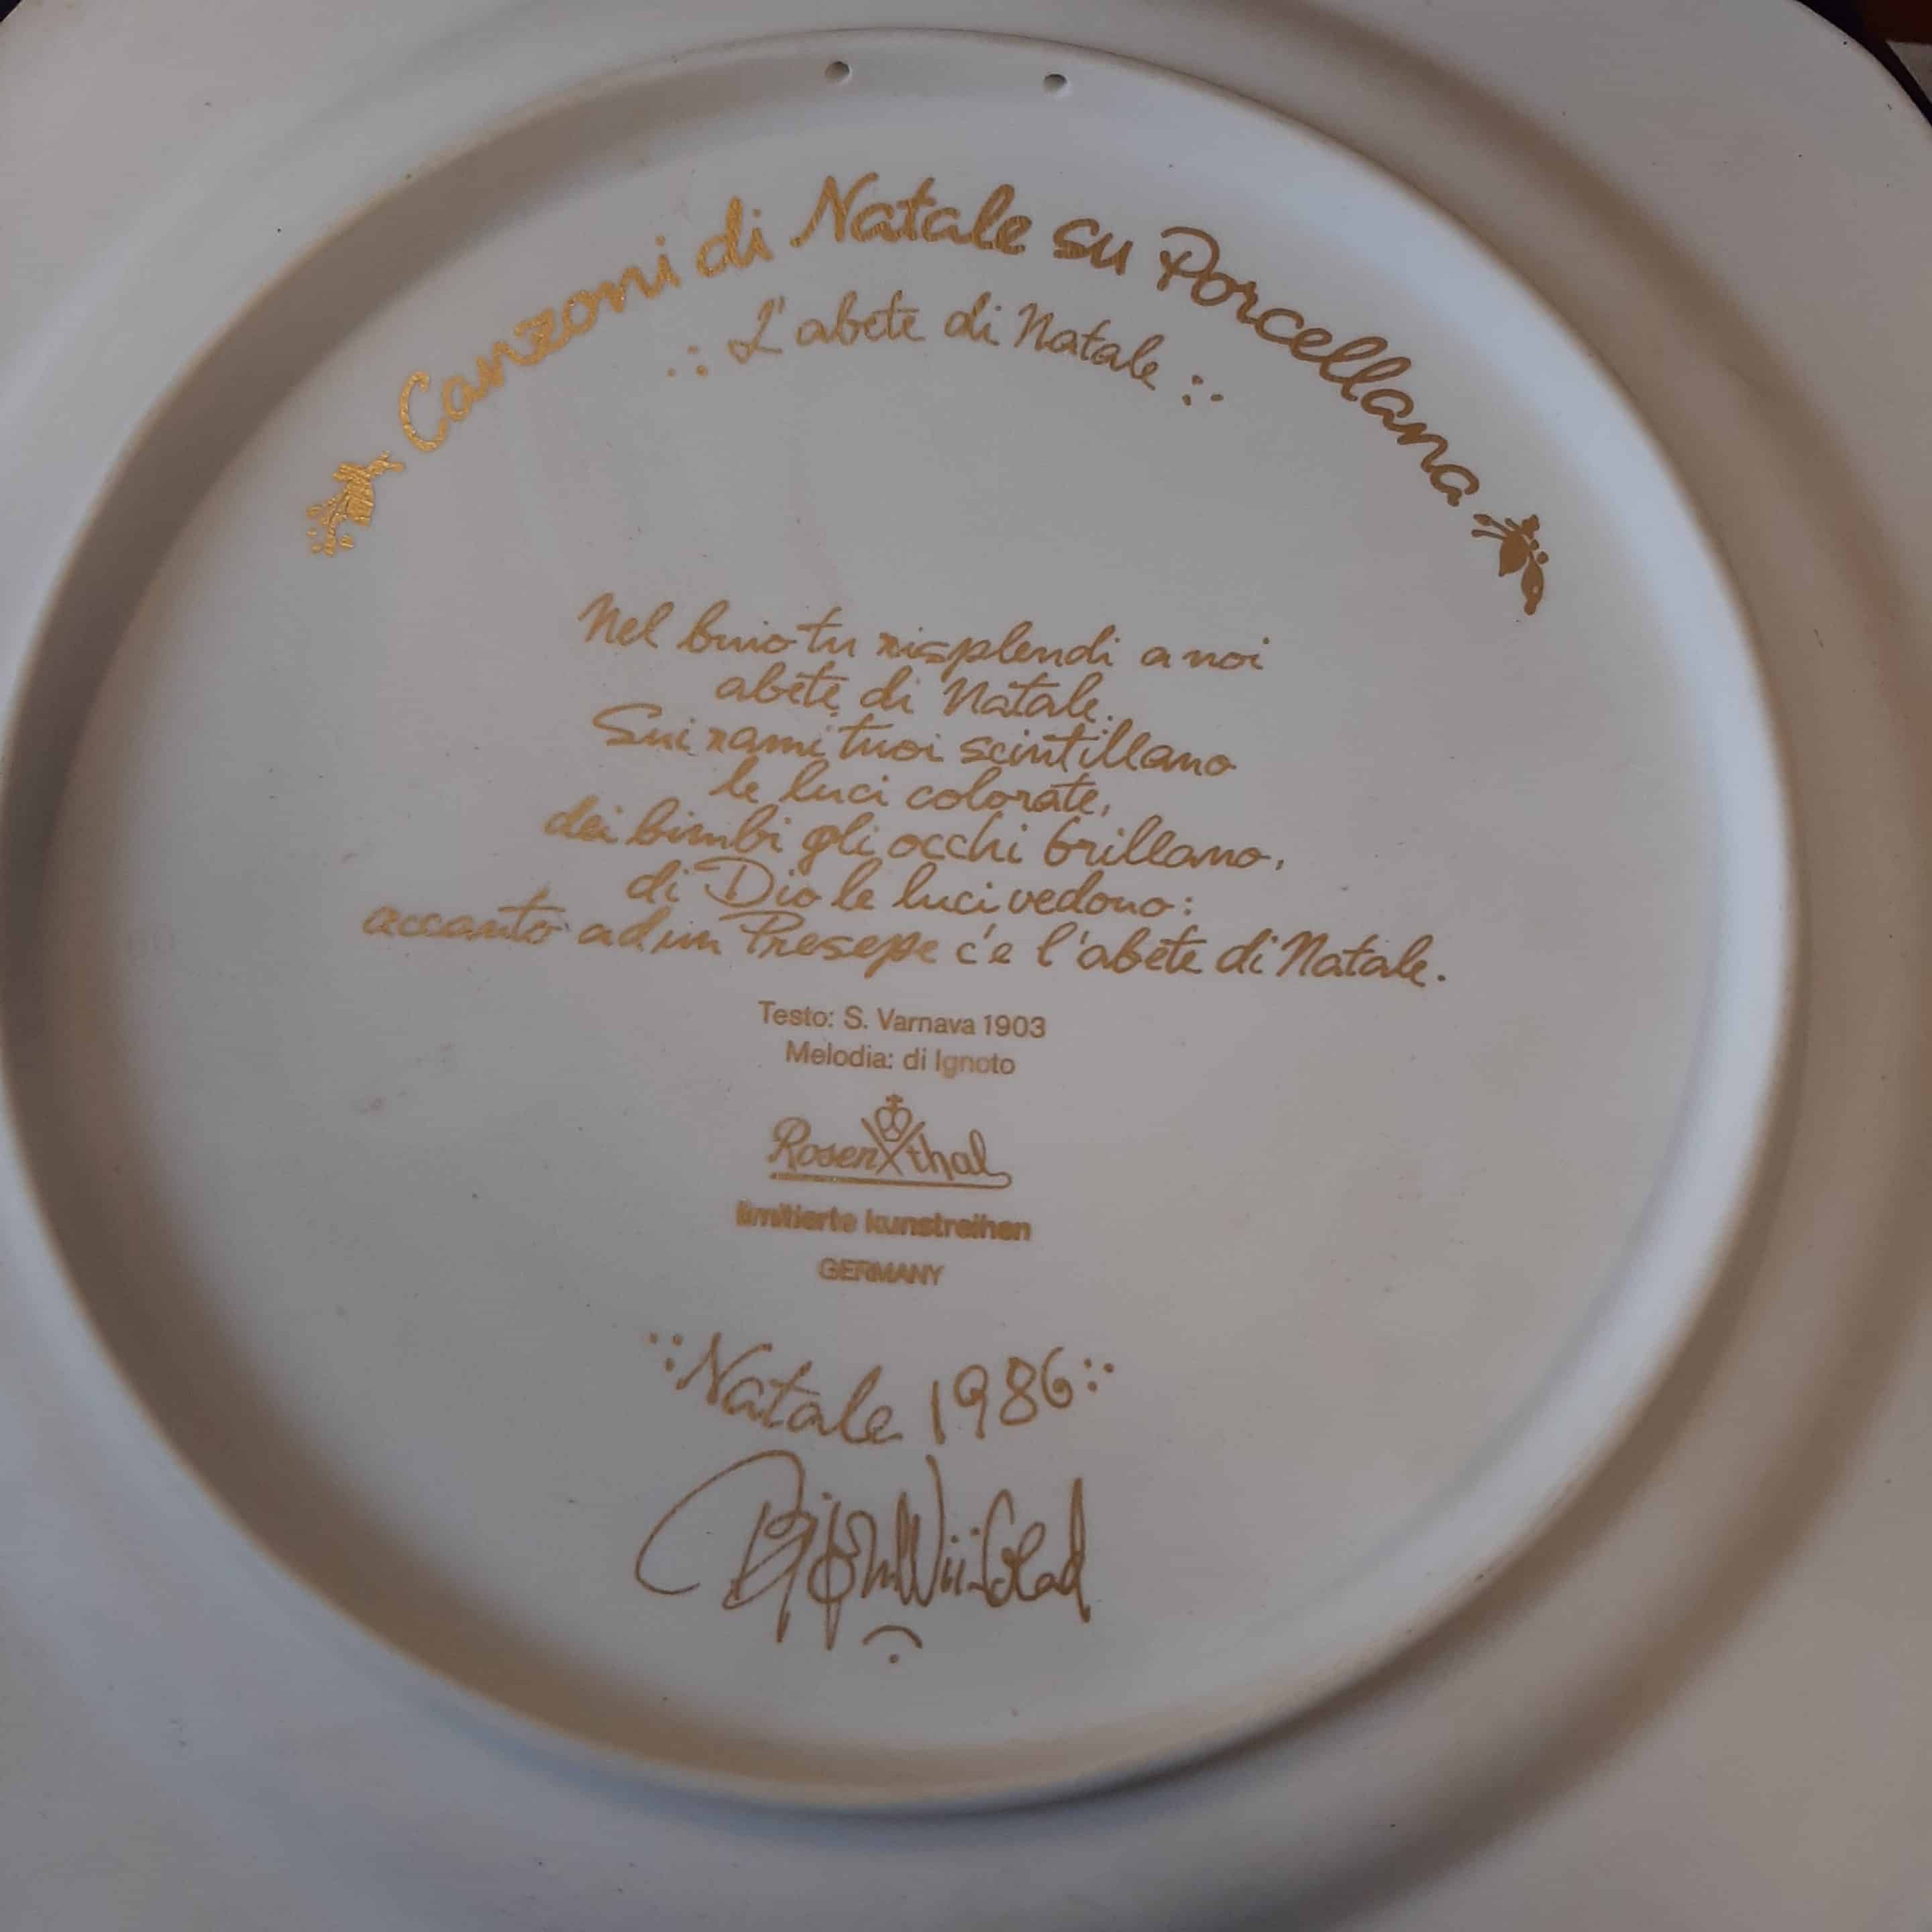 Canzoni di Natale su Porcellana
L'abete di Natale
Nel buio tu risplendi a noi
abete di Natale.
Sui rami tuoi scintillano
le luci colorate,
dei bimbi gli occhi brillano,
di Dio le luci vedono:
accanto ad un Presepe c'e l'abete di Natale.
Testo: S. Varnava 1903
Melodia: di Ignoto
Rosenthal
limitierte kunstreihen
GERMANY
Natale 1986
Bjørn Wiinblad